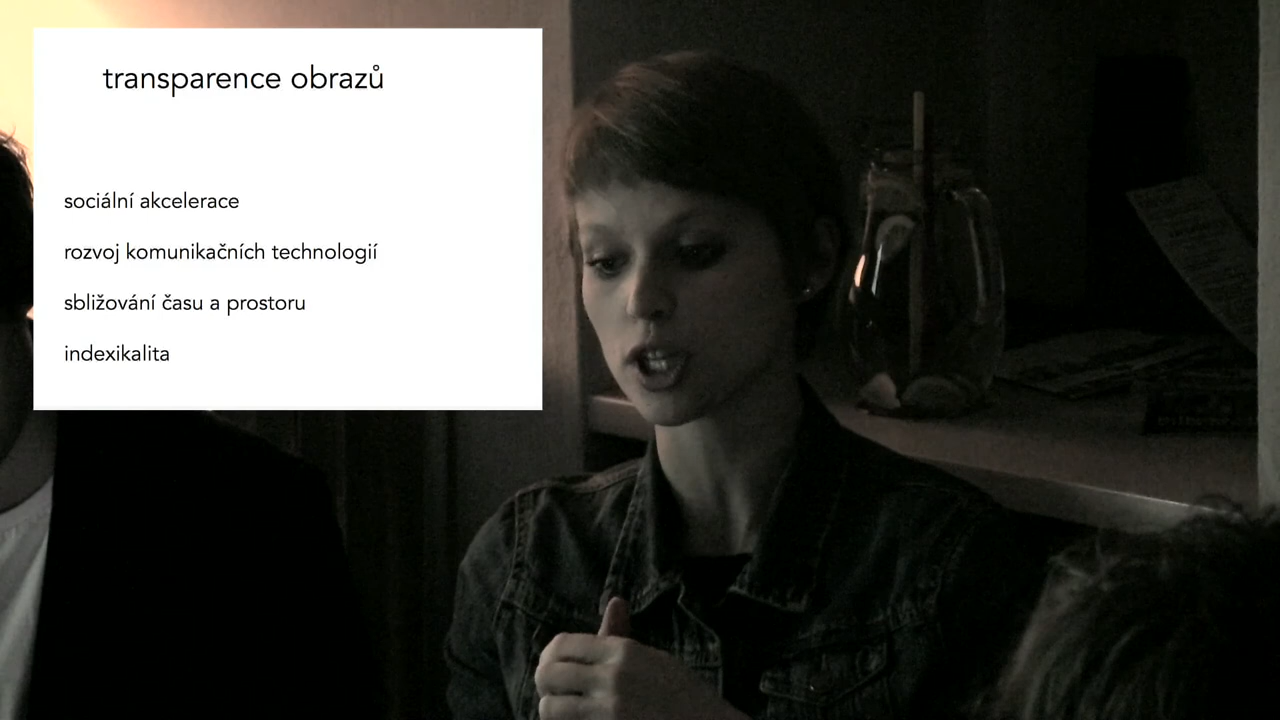 transparence obrazů
sociální akcelerace
rozvoj komunikačních technologií
sbližování času a prostoru
indexikalita